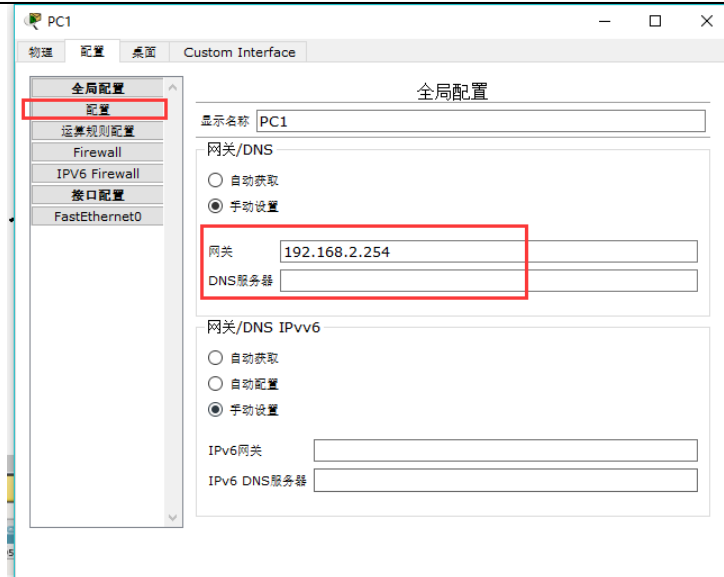 PC1
物理 配置 桌面 Custom Interface
全局配置
配置
运算规则配置
Firewall
IPV6 Firewall
接口配置
FastEthernet0
全局配置
显示名称 PC1
网关/DNS
自动获取
手动设置
网关 192.168.2.254
DNS服务器
网关/DNS IPvv6
自动获取
自动配置
手动设置
IPv6网关
IPv6 DNS服务器